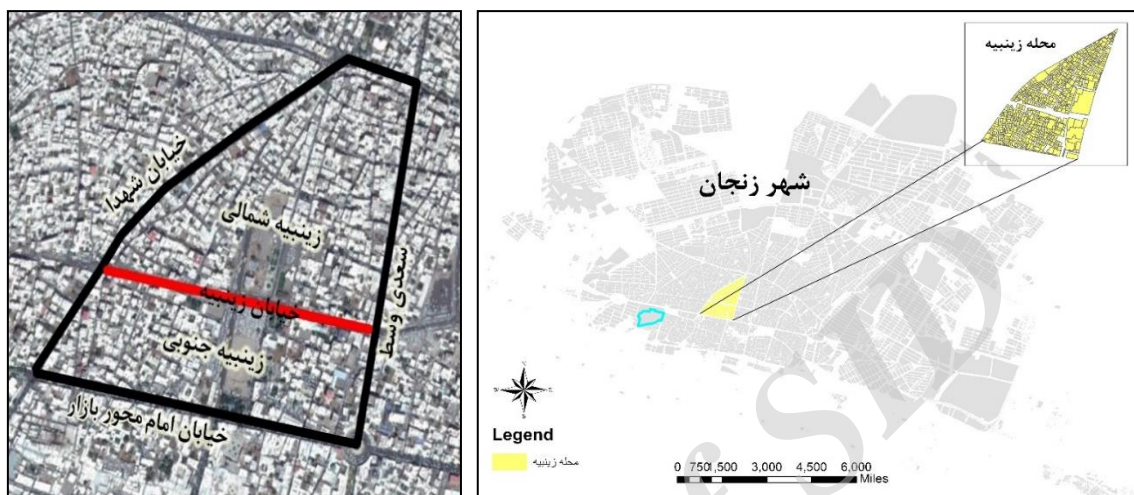 خیابان شهدا
زینبیه شمالی
سعدی وسط
خیابان زینبیه
زینبیه جنوبی
خیابان امام محور بازار
محله زینبیه
شهر زنجان
Legend
محله زینبیه
0 750 1,500 3,000 4,500 6,000
Miles
SID